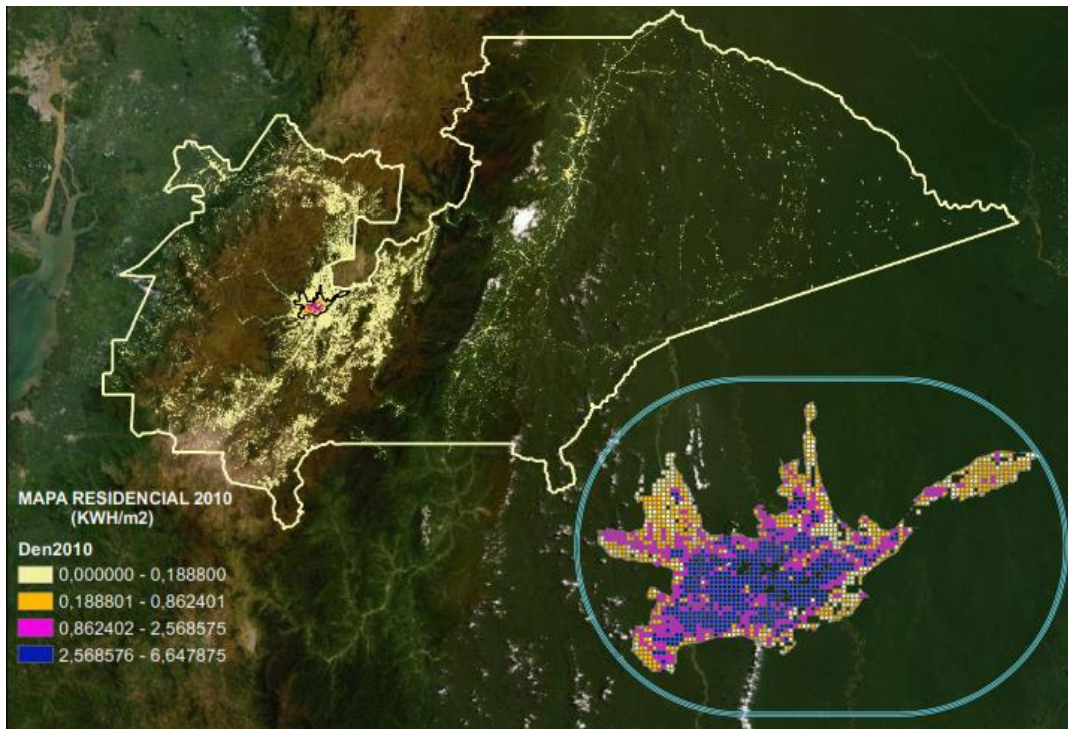 MAPA RESIDENCIAL 2010
(KWH/m2)
Den2010
0,000000 - 0,188800
0,188801 - 0,862401
0,862402 - 2,568575
2,568576 - 6,647875